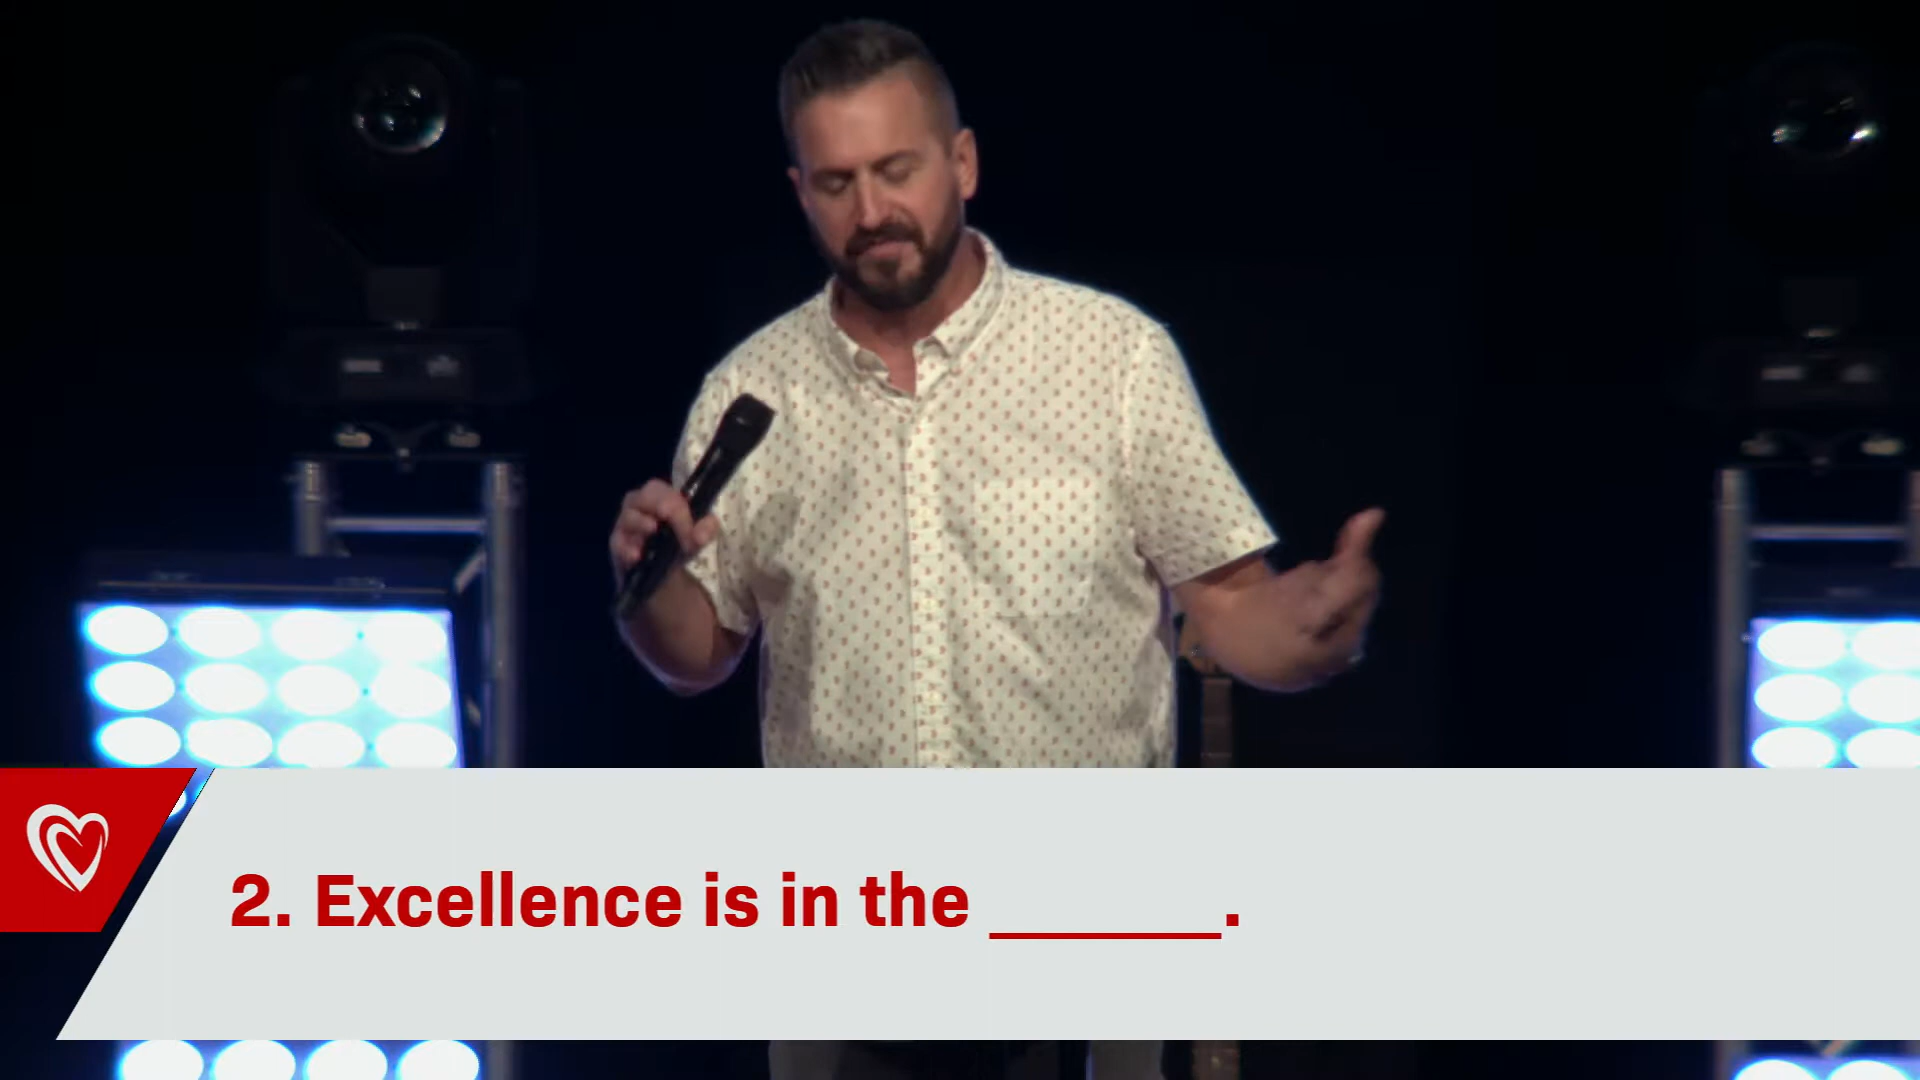 2. Excellence is in the ______.